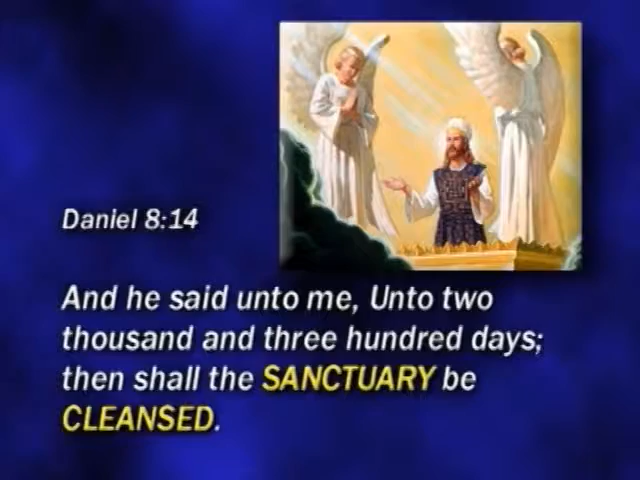 Daniel 8:14
And he said unto me, Unto two
thousand and three hundred days;
then shall the SANCTUARY be
CLEANSED.